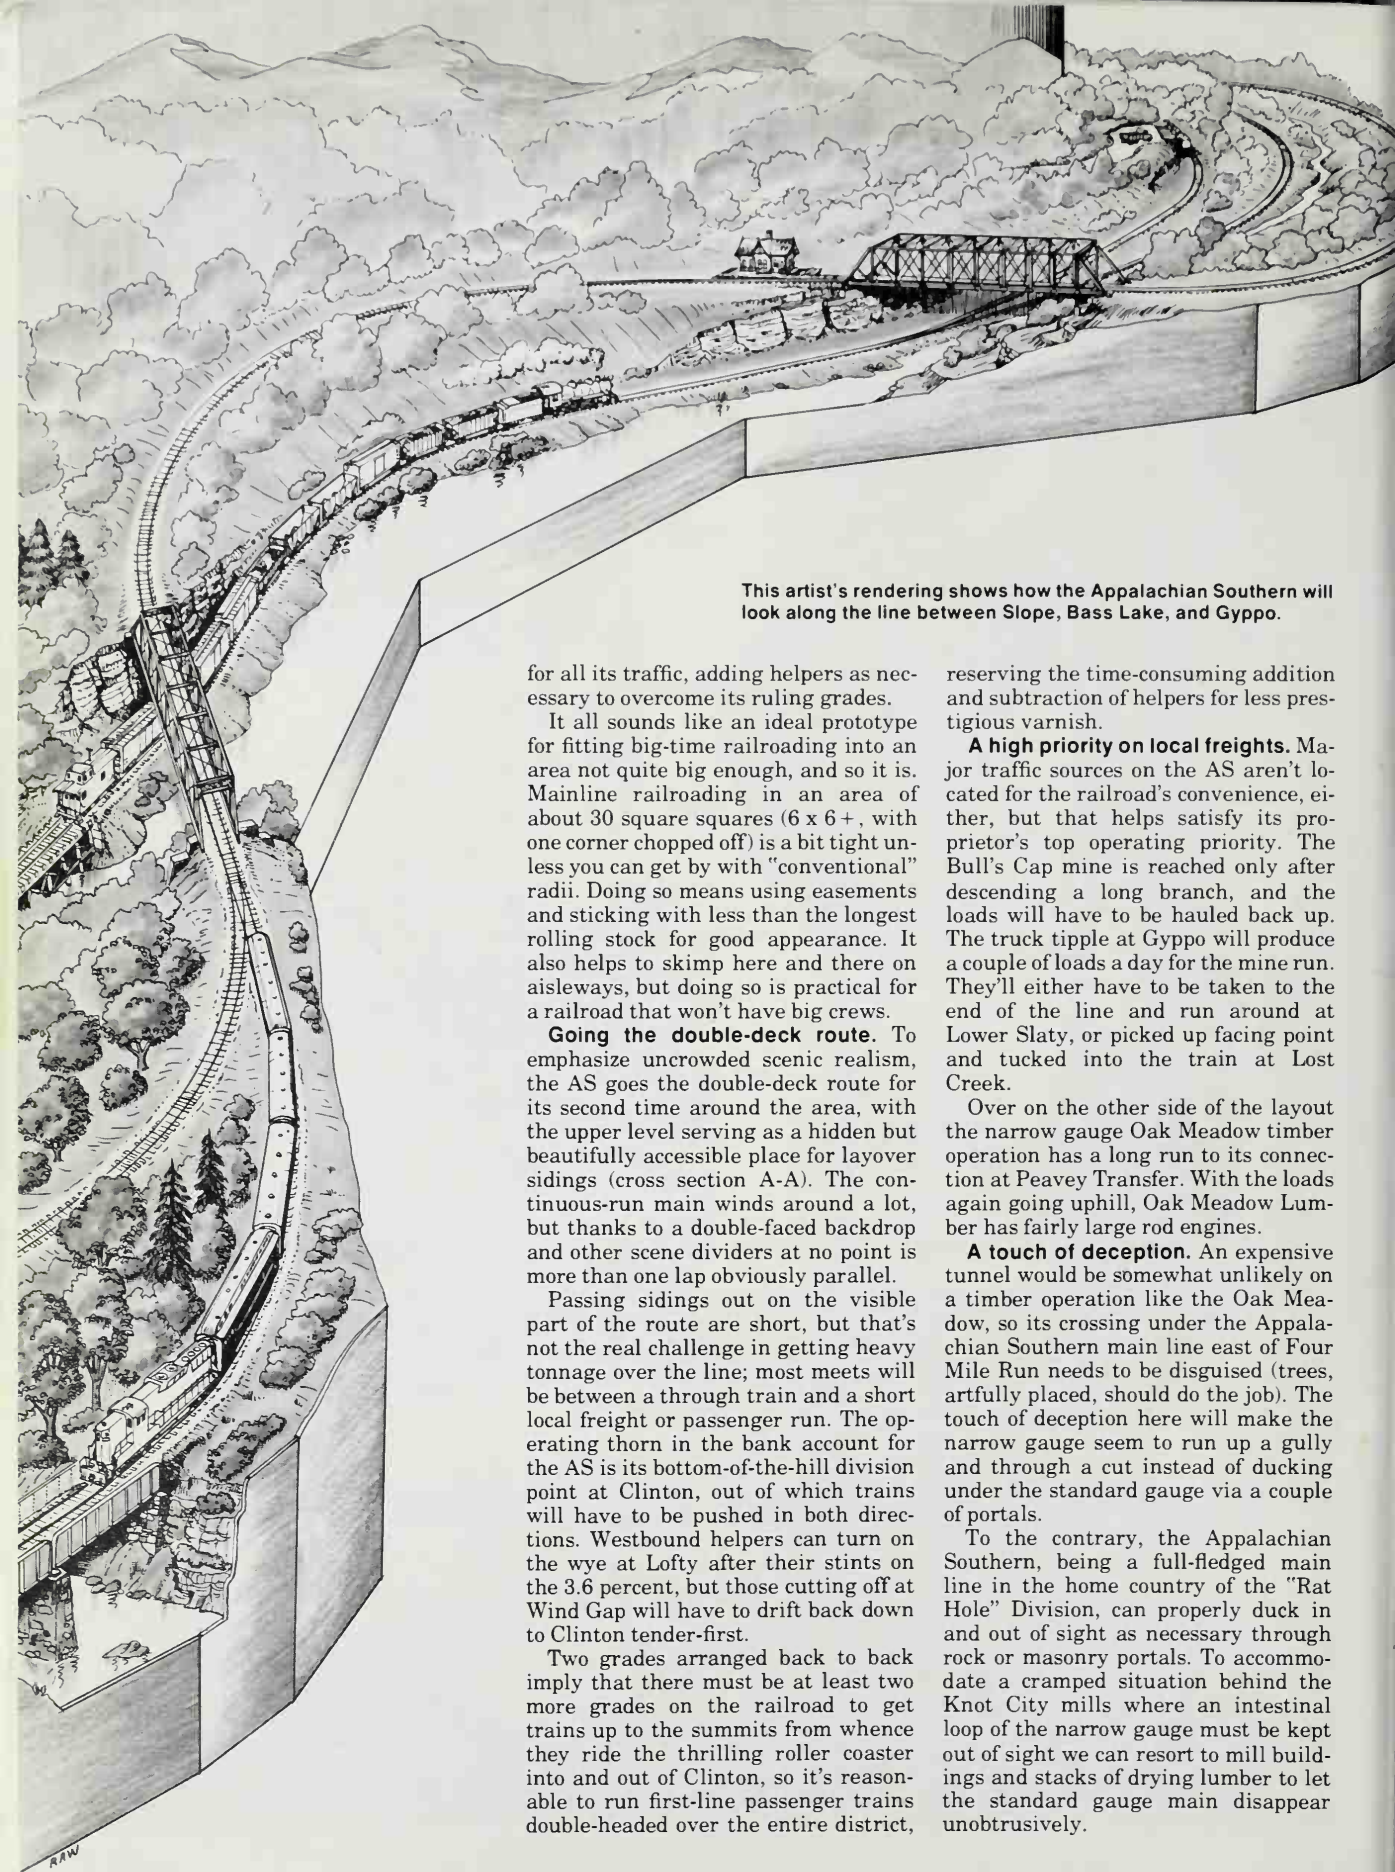 This artist's rendering shows how the Appalachian Southern will
look along the line between Slope, Bass Lake, and Gyppo.
for all its traffic, adding helpers as nec-
essary to overcome its ruling grades.
It all sounds like an ideal prototype
for fitting big-time railroading into an
area not quite big enough, and so it is.
Mainline railroading in an area of
about 30 square squares (6 x 6+, with
one corner chopped off) is a bit tight un-
less you can get by with "conventional"
radii. Doing so means using easements
and sticking with less than the longest
rolling stock for good appearance. It
also helps to skimp here and there on
aisleways, but doing so is practical for
a railroad that won't have big crews.
Going the double-deck route. To
emphasize uncrowded scenic realism,
the AS goes the double-deck route for
its second time around the area, with
the upper level serving as a hidden but
beautifully accessible place for layover
sidings (cross section A-A). The con-
tinuous-run main winds around a lot,
but thanks to a double-faced backdrop
and other scene dividers at no point is
more than one lap obviously parallel.
Passing sidings out on the visible
part of the route are short, but that's
not the real challenge in getting heavy
tonnage over the line; most meets will
be between a through train and a short
local freight or passenger run. The op-
erating thorn in the bank account for
the AS is its bottom-of-the-hill division
point at Clinton, out of which trains
will have to be pushed in both direc-
tions. Westbound helpers can turn on
the wye at Lofty after their stints on
the 3.6 percent, but those cutting off at
Wind Gap will have to drift back down
to Clinton tender-first.
Two grades arranged back to back
imply that there must be at least two
more grades on the railroad to get
trains up to the summits from whence
they ride the thrilling roller coaster
into and out of Clinton, so it's reason-
able to run first-line passenger trains
double-headed over the entire district,
reserving the time-consuming addition
and subtraction of helpers for less pres-
tigious varnish.
A high priority on local freights. Ma-
jor traffic sources on the AS aren't lo-
cated for the railroad's convenience, ei-
ther, but that helps satisfy its pro-
prietor's top operating priority. The
Bull's Cap mine is reached only after
descending a long branch, and the
loads will have to be hauled back up.
The truck tipple at Gyppo will produce
a couple of loads a day for the mine run.
They'll either have to be taken to the
end of the line and run around at
Lower Slaty, or picked up facing point
and tucked into the train at Lost
Creek.
Over on the other side of the layout
the narrow gauge Oak Meadow timber
operation has a long run to its connec-
tion at Peavey Transfer. With the loads
again going uphill, Oak Meadow Lum-
ber has fairly large rod engines.
A touch of deception. An expensive
tunnel would be somewhat unlikely on
a timber operation like the Oak Mea-
dow, so its crossing under the Appala-
chian Southern main line east of Four
Mile Run needs to be disguised (trees,
artfully placed, should do the job). The
touch of deception here will make the
narrow gauge seem to run up a gully
and through a cut instead of ducking
under the standard gauge via a couple
of portals.
To the contrary, the Appalachian
Southern, being a full-fledged main
line in the home country of the "Rat
Hole" Division, can properly duck in
and out of sight as necessary through
rock or masonry portals. To accommo-
date a cramped situation behind the
Knot City mills where an intestinal
loop of the narrow gauge must be kept
out of sight we can resort to mill build-
ings and stacks of drying lumber to let
the standard gauge main disappear
unobtrusively.
RAW